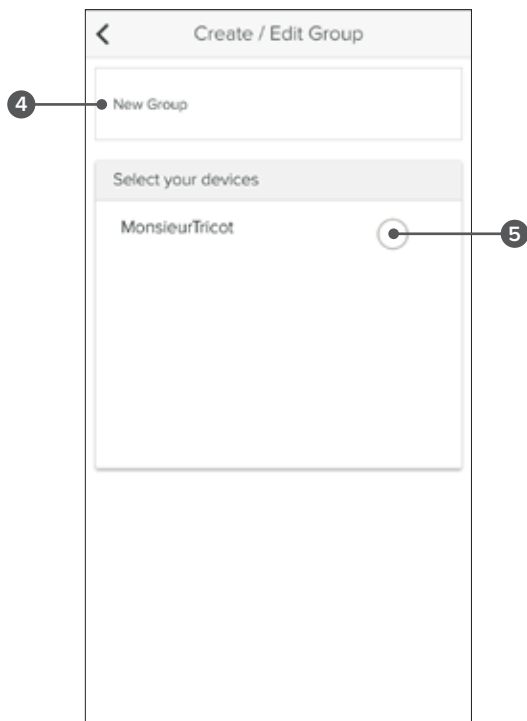 Create / Edit Group
4
New Group
Select your devices
MonsieurTricot
5